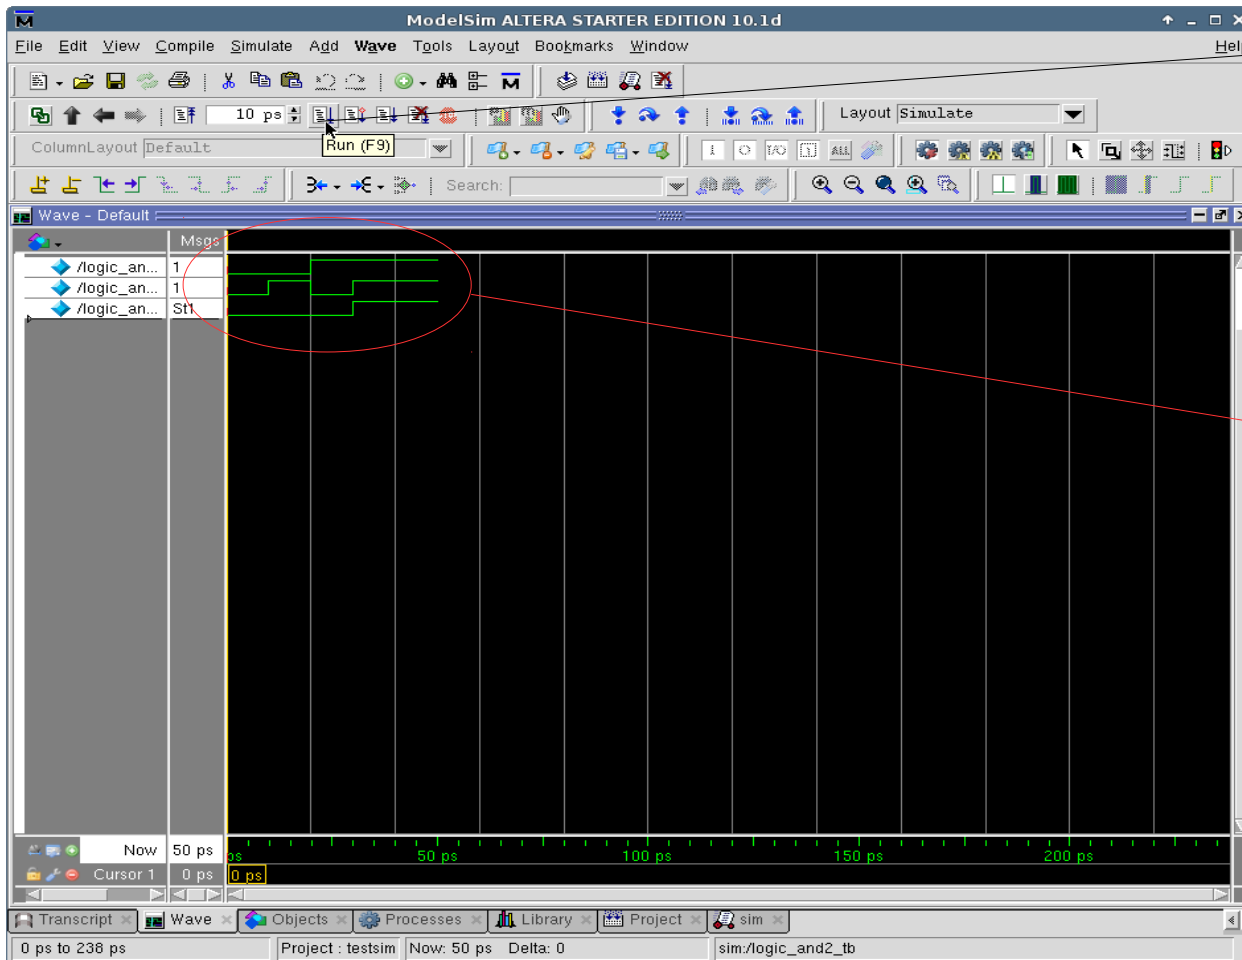 ModelSim ALTERA STARTER EDITION 10.1d
File Edit View Compile Simulate Add Wave Tools Layout Bookmarks Window Help
10 ps Layout Simulate
ColumnLayout Default Run (F9) ALL
Search:
Wave - Default
Msgs
/logic_an... 1
/logic_an... 1
/logic_an... St1
Now 50 ps ps 50 ps 100 ps 150 ps 200 ps
Cursor 1 0 ps 0 ps
Transcript Wave Objects Processes Library Project sim
0 ps to 238 ps Project : testsim Now: 50 ps Delta: 0 sim:/logic_and2_tb